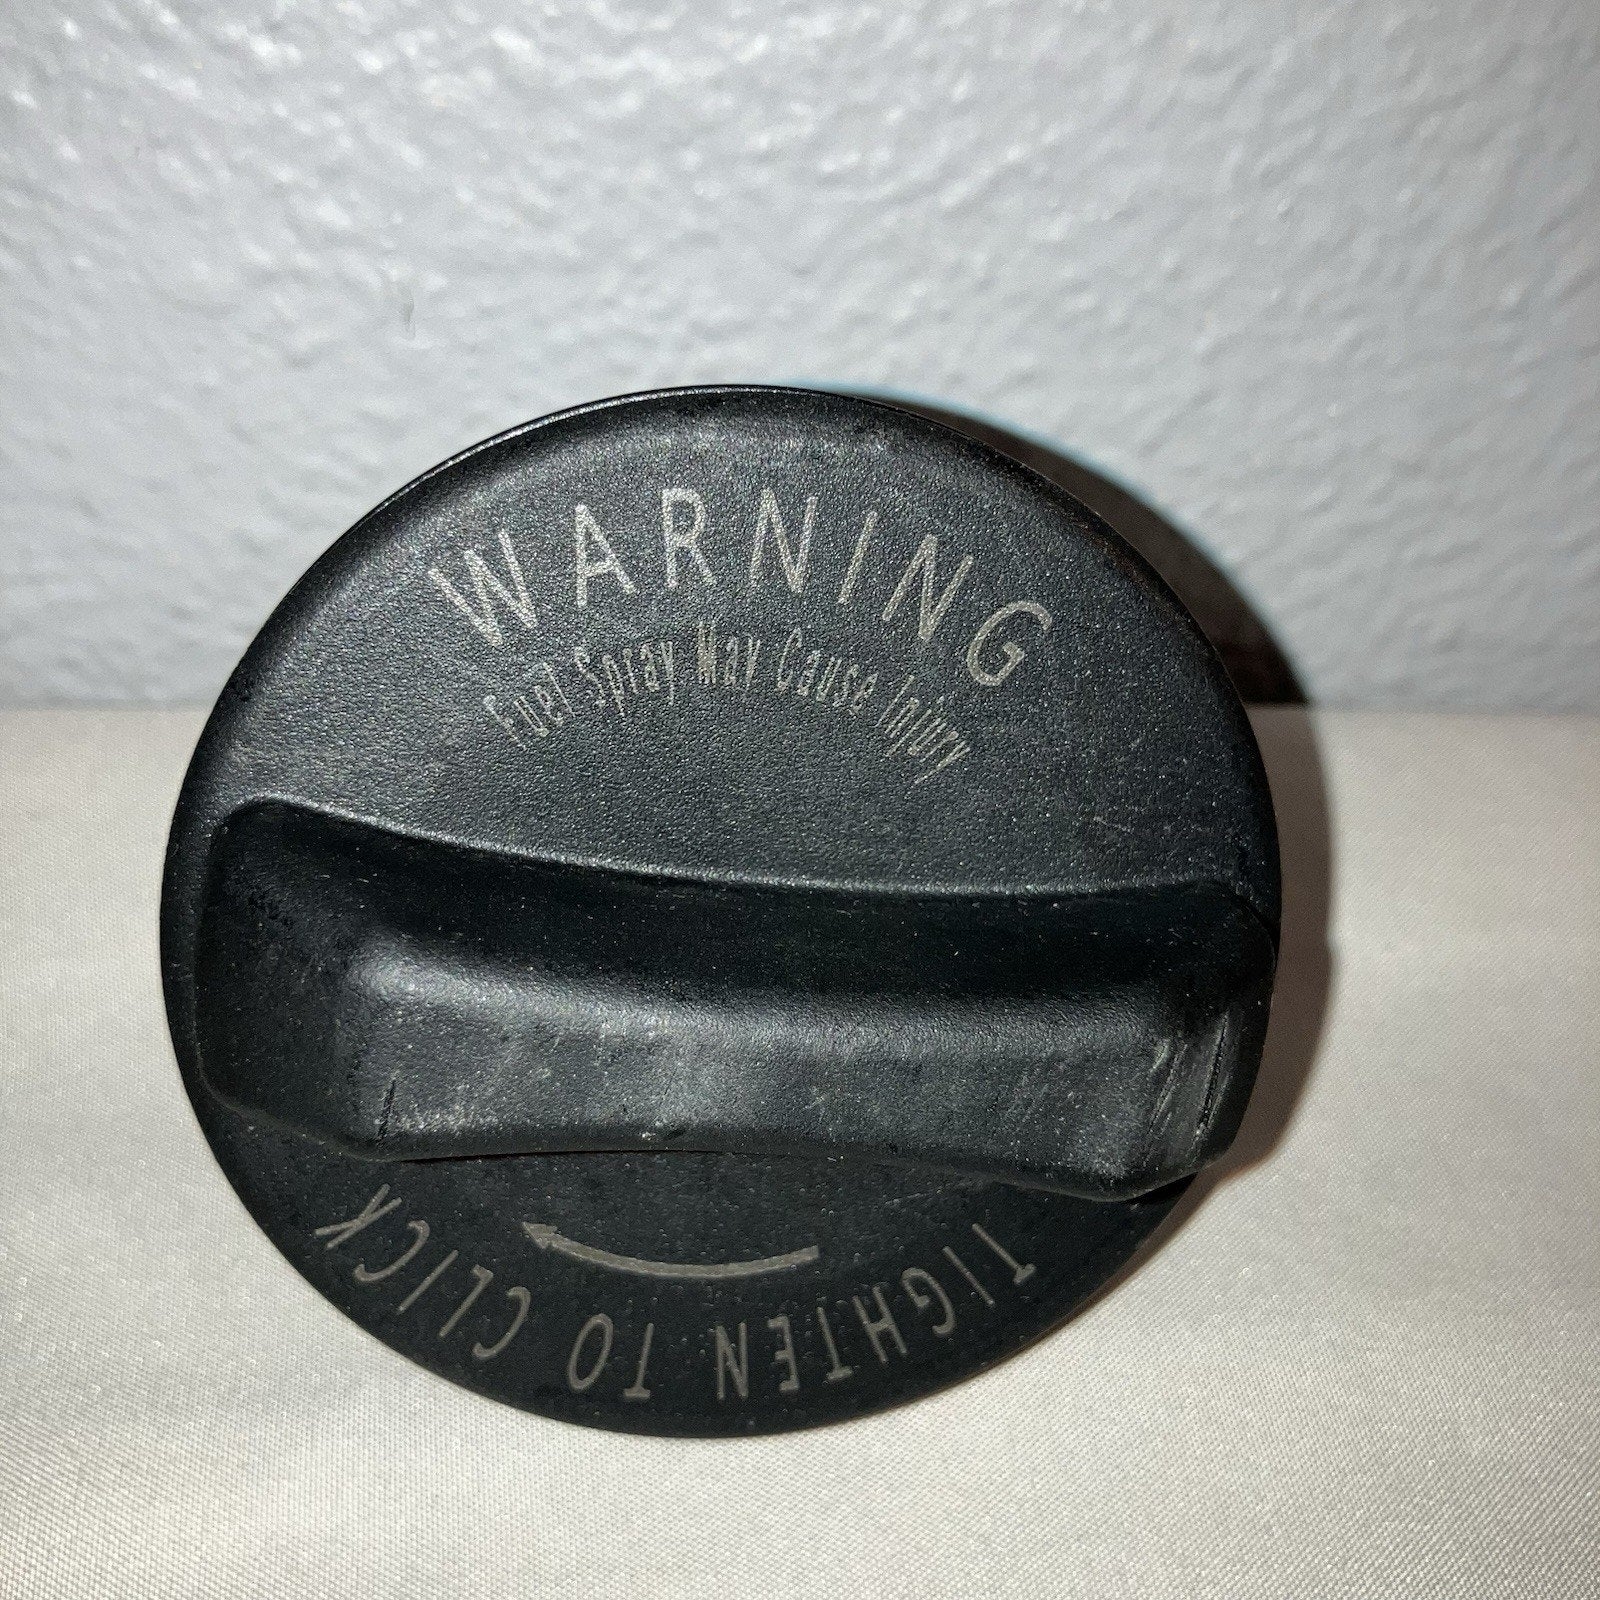 WARNING
Fuel Spray May Cause Injury
TIGHTEN TO CLICK